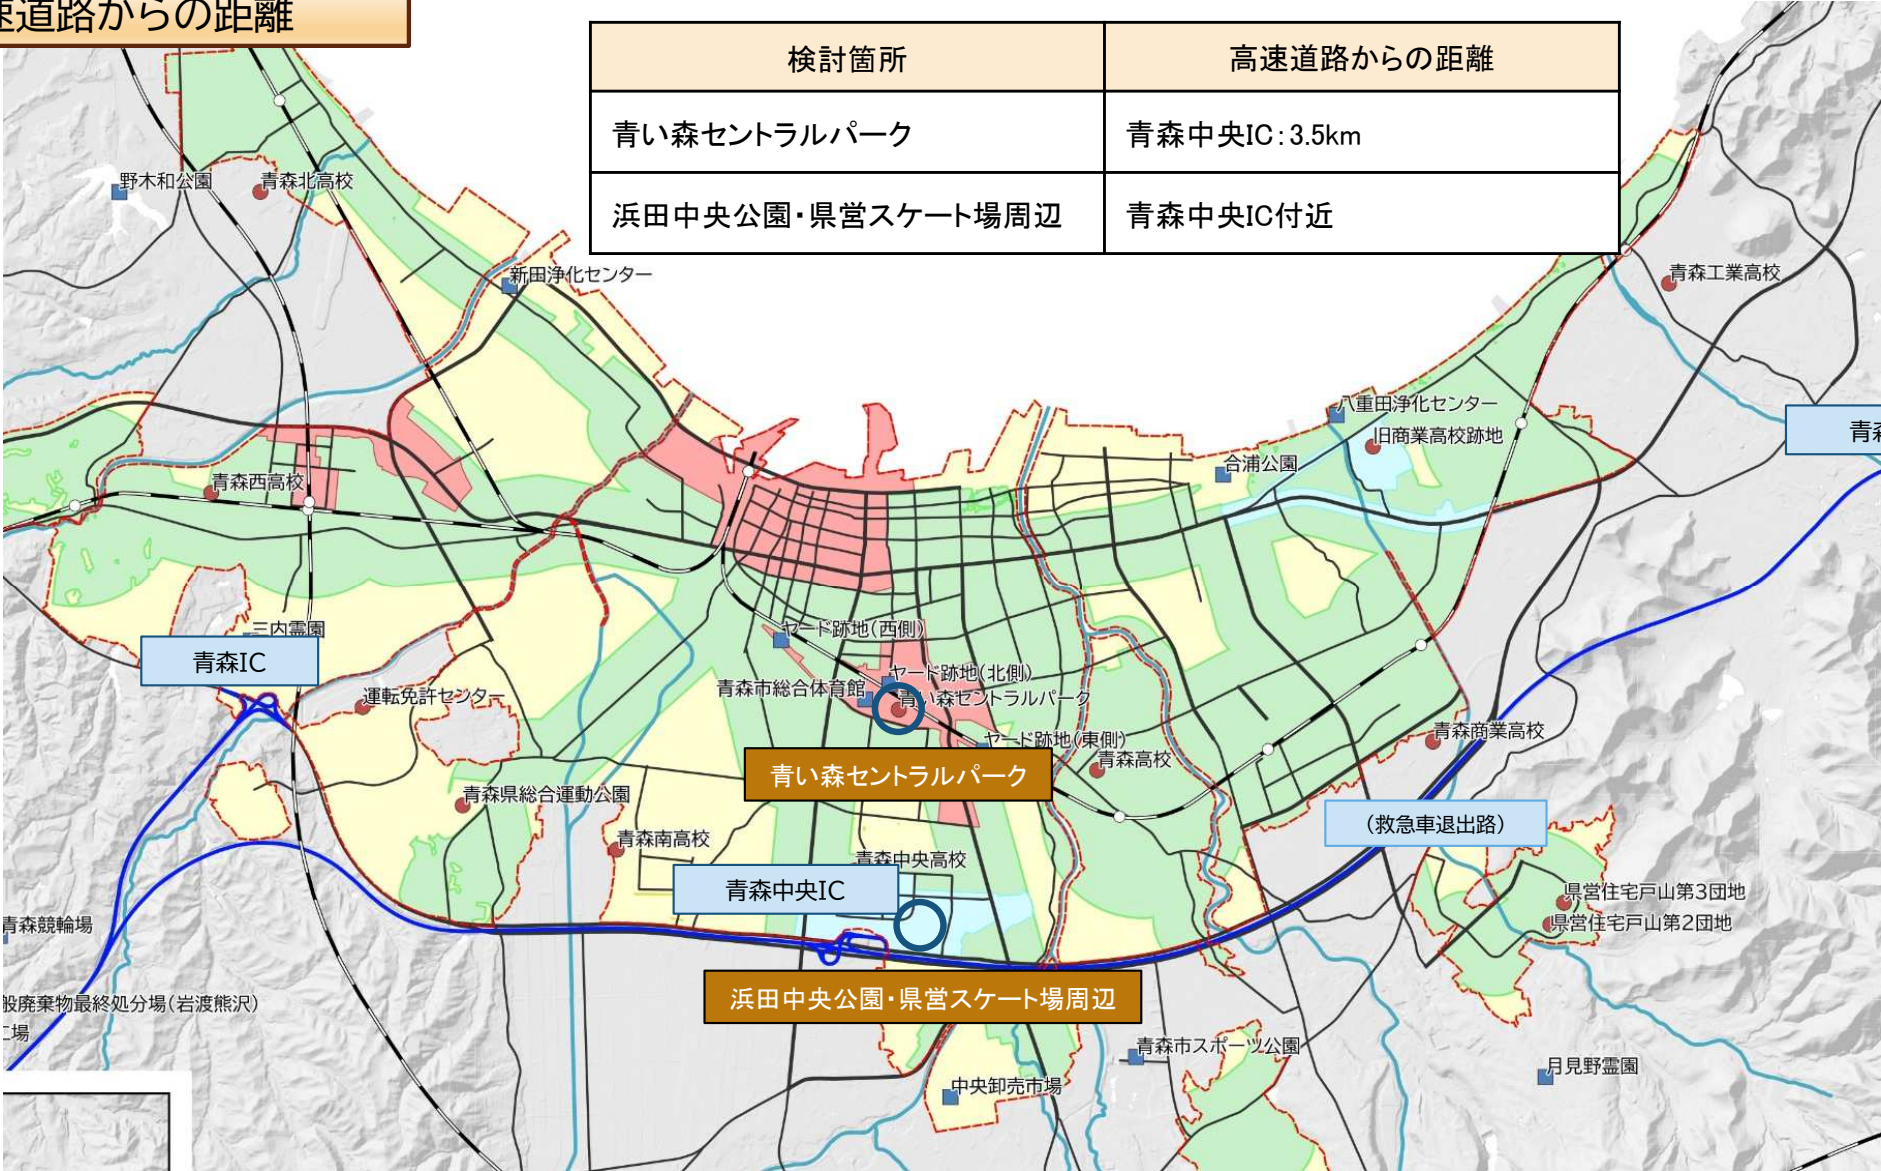 速道路からの距離
検討箇所
高速道路からの距離
青い森セントラルパーク
青森中央IC:3.5km
浜田中央公園・県営スケート場周辺
青森中央IC付近
野木和公園
青森北高校
新田浄化センター
青森工業高校
八重田浄化センター
旧商業高校跡地
合浦公園
青森西高校
三内霊園
青森IC
運転免許センター
ヤード跡地(西側)
ヤード跡地(北側)
青森市総合体育館
青い森セントラルパーク
ヤード跡地(東側)
青森高校
青森商業高校
青い森セントラルパーク
青森県総合運動公園
青森南高校
(救急車退出路)
青森中央高校
青森中央IC
県営住宅戸山第3団地
県営住宅戸山第2団地
青森競輪場
浜田中央公園・県営スケート場周辺
般廃棄物最終処分場(岩渡熊沢)
工場
青森市スポーツ公園
月見野霊園
中央卸売市場